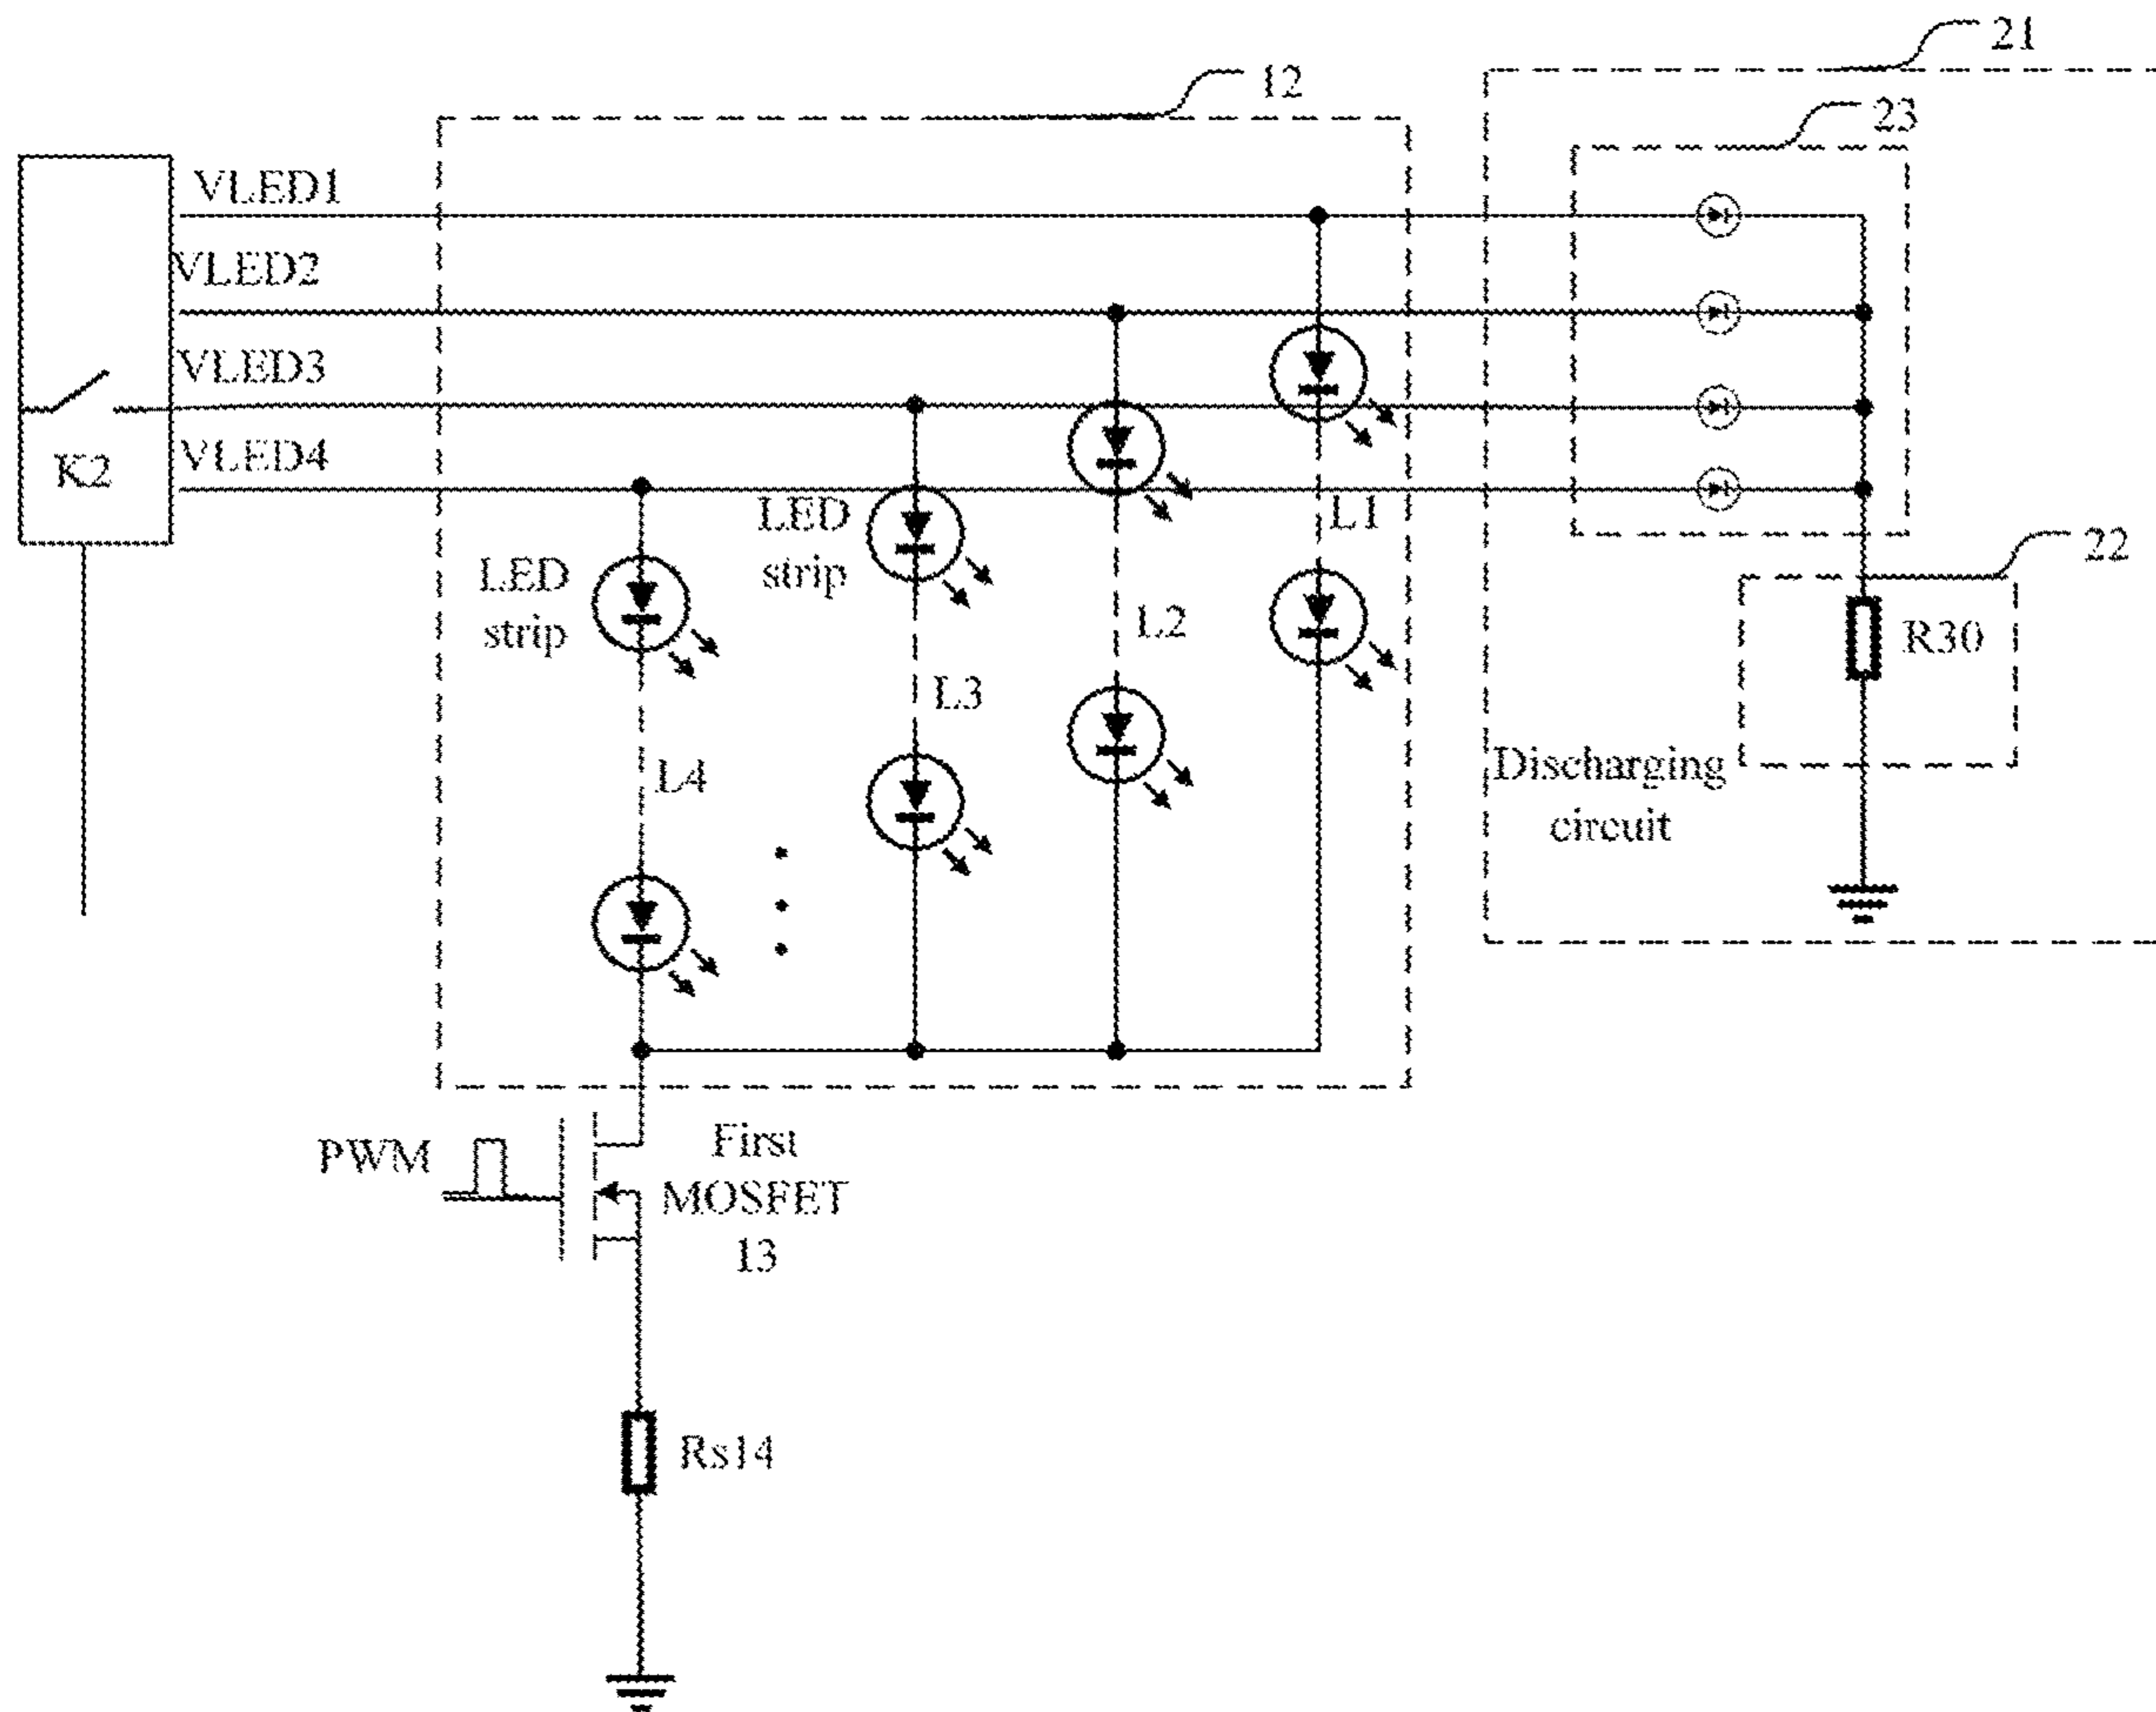 21
12
23
VLED1
VLED2
VLED3
K2
VLED4
L1
LED
strip
LED
strip
22
L2
R30
L3
L4
Discharging
circuit
PWM
First
MOSFET
13
Rs14